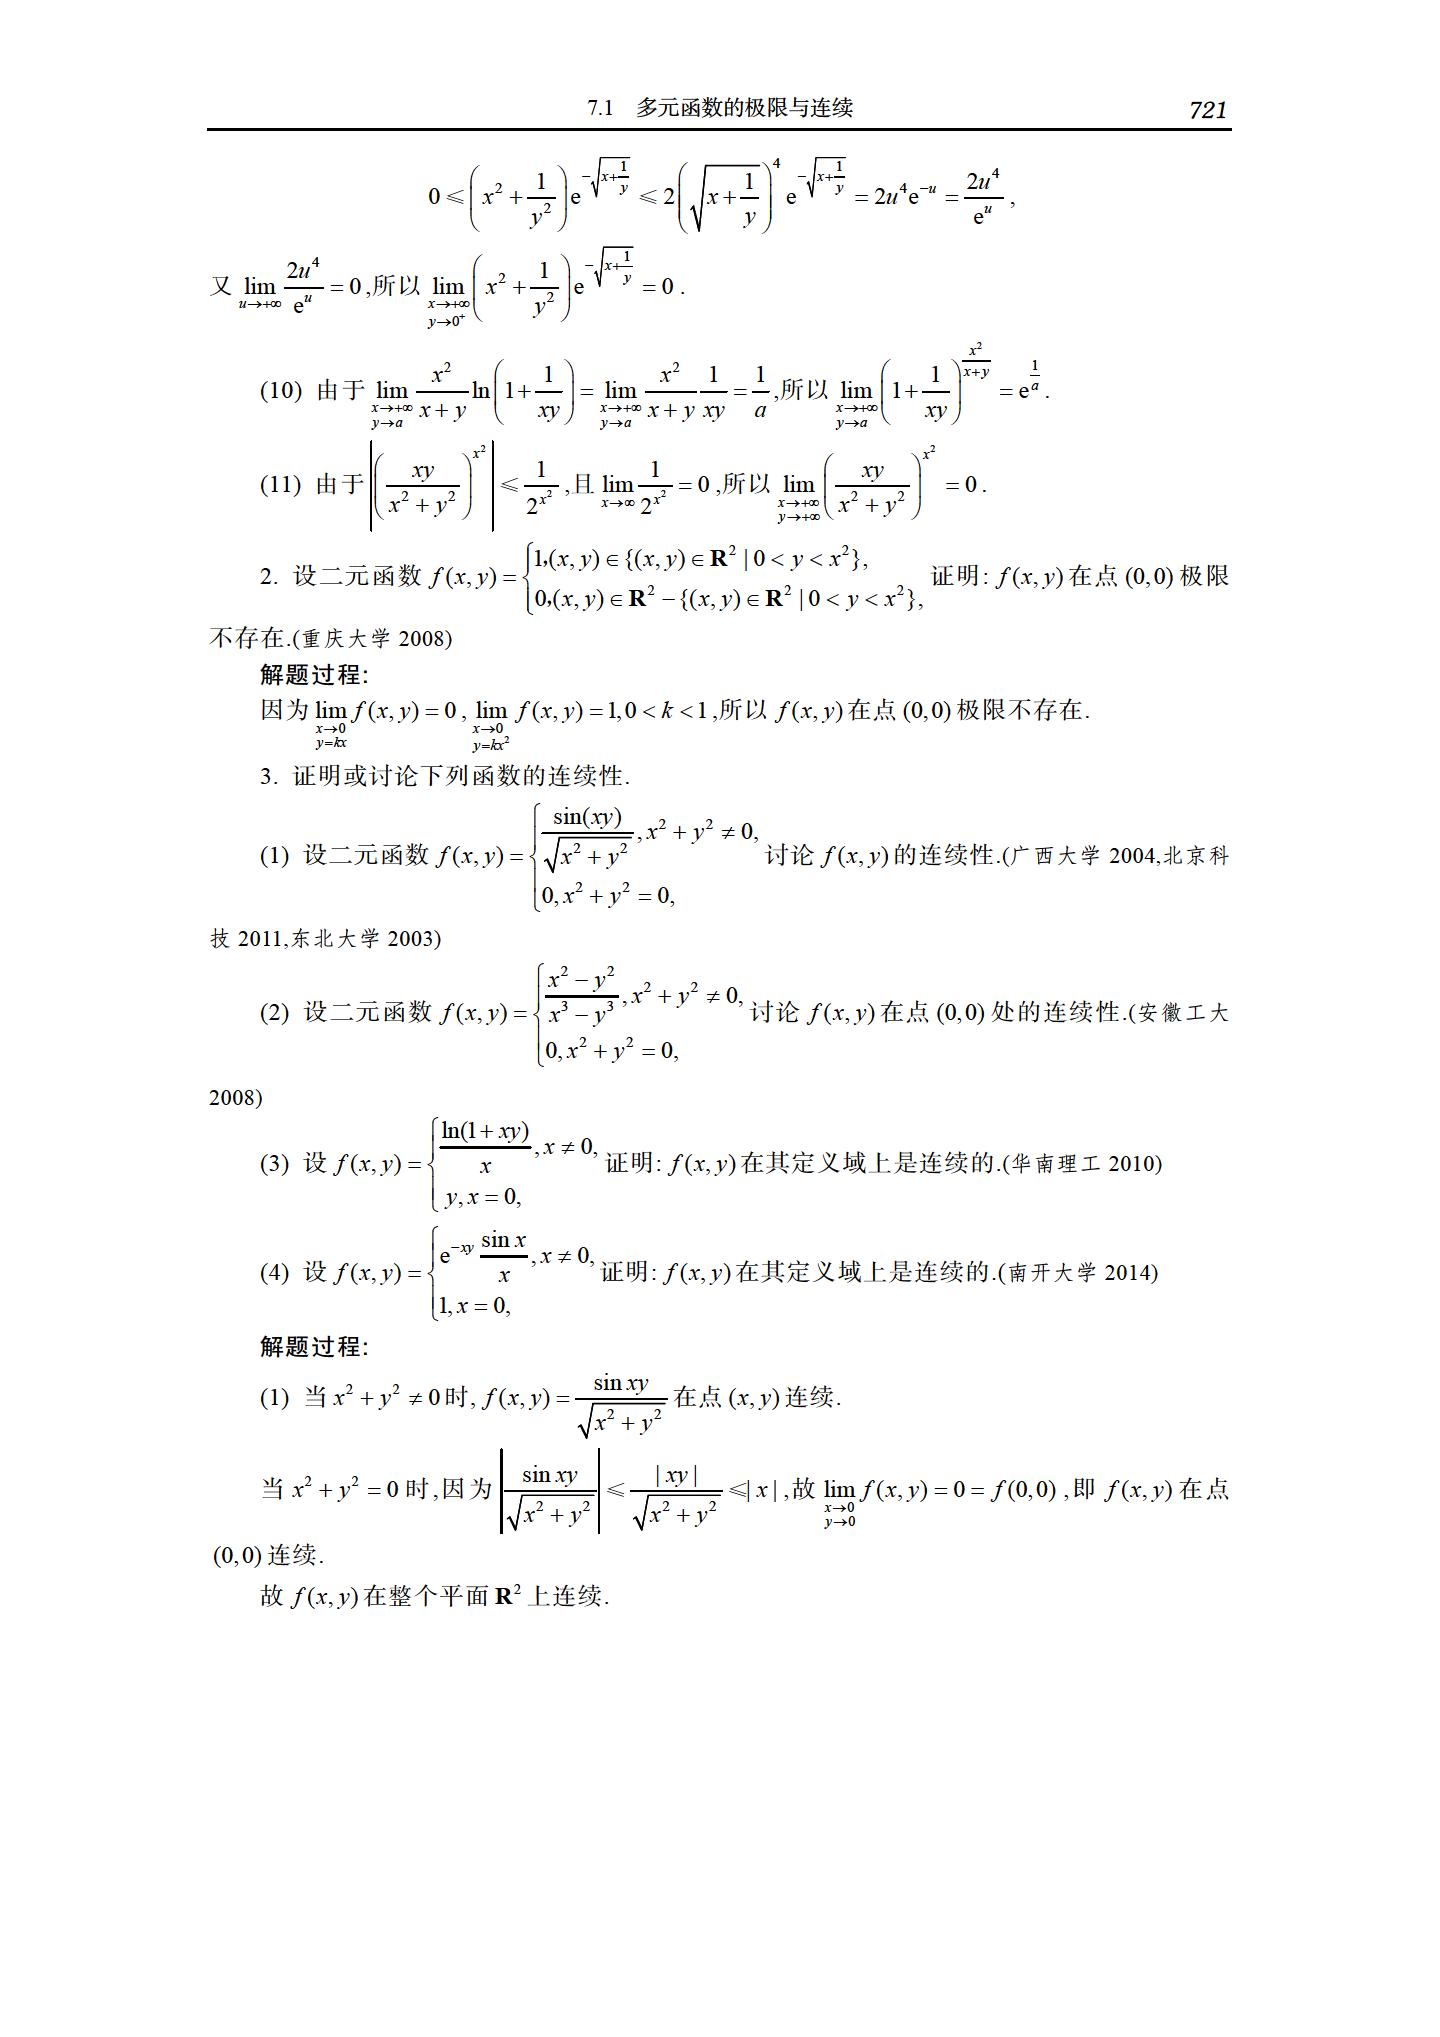 7.1 多元函数的极限与连续 721
$0\leqslant\left(x^2+\frac{1}{y^2}\right)\mathrm{e}^{-\sqrt{x+\frac{1}{y}}}\leqslant 2\left(\sqrt{x+\frac{1}{y}}\right)^4\mathrm{e}^{-\sqrt{x+\frac{1}{y}}}=2u^4\mathrm{e}^{-u}=\frac{2u^4}{\mathrm{e}^u}$,
又 $\lim\limits_{u\to+\infty}\frac{2u^4}{\mathrm{e}^u}=0$,所以 $\lim\limits_{\substack{x\to+\infty\\y\to0^+}}\left(x^2+\frac{1}{y^2}\right)\mathrm{e}^{-\sqrt{x+\frac{1}{y}}}=0$.
(10) 由于 $\lim\limits_{\substack{x\to+\infty\\y\to a}}\frac{x^2}{x+y}\ln\left(1+\frac{1}{xy}\right)=\lim\limits_{\substack{x\to+\infty\\y\to a}}\frac{x^2}{x+y}\frac{1}{xy}=\frac{1}{a}$,所以 $\lim\limits_{\substack{x\to+\infty\\y\to a}}\left(1+\frac{1}{xy}\right)^{\frac{x^2}{x+y}}=\mathrm{e}^{\frac{1}{a}}$.
(11) 由于 $\left|\left(\frac{xy}{x^2+y^2}\right)^{x^2}\right|\leqslant\frac{1}{2^{x^2}}$,且 $\lim\limits_{x\to\infty}\frac{1}{2^{x^2}}=0$,所以 $\lim\limits_{\substack{x\to+\infty\\y\to+\infty}}\left(\frac{xy}{x^2+y^2}\right)^{x^2}=0$.
2. 设二元函数 $f(x,y)=\begin{cases}1,(x,y)\in\{(x,y)\in\mathbf{R}^2|0<y<x^2\},\\0,(x,y)\in\mathbf{R}^2-\{(x,y)\in\mathbf{R}^2|0<y<x^2\},\end{cases}$ 证明: $f(x,y)$ 在点 $(0,0)$ 极限
不存在.(重庆大学 2008)
解题过程:
因为 $\lim\limits_{\substack{x\to0\\y=kx}}f(x,y)=0$, $\lim\limits_{\substack{x\to0\\y=kx^2}}f(x,y)=1,0<k<1$,所以 $f(x,y)$ 在点 $(0,0)$ 极限不存在.
3. 证明或讨论下列函数的连续性.
(1) 设二元函数 $f(x,y)=\begin{cases}\frac{\sin(xy)}{\sqrt{x^2+y^2}},x^2+y^2\neq0,\\0,x^2+y^2=0,\end{cases}$ 讨论 $f(x,y)$ 的连续性.(广西大学 2004,北京科
技 2011,东北大学 2003)
(2) 设二元函数 $f(x,y)=\begin{cases}\frac{x^2-y^2}{x^3-y^3},x^2+y^2\neq0,\\0,x^2+y^2=0,\end{cases}$ 讨论 $f(x,y)$ 在点 $(0,0)$ 处的连续性.(安徽工大
2008)
(3) 设 $f(x,y)=\begin{cases}\frac{\ln(1+xy)}{x},x\neq0,\\y,x=0,\end{cases}$ 证明: $f(x,y)$ 在其定义域上是连续的.(华南理工 2010)
(4) 设 $f(x,y)=\begin{cases}\mathrm{e}^{-xy}\frac{\sin x}{x},x\neq0,\\1,x=0,\end{cases}$ 证明: $f(x,y)$ 在其定义域上是连续的.(南开大学 2014)
解题过程:
(1) 当 $x^2+y^2\neq0$ 时, $f(x,y)=\frac{\sin xy}{\sqrt{x^2+y^2}}$ 在点 $(x,y)$ 连续.
当 $x^2+y^2=0$ 时,因为 $\left|\frac{\sin xy}{\sqrt{x^2+y^2}}\right|\leqslant\frac{|xy|}{\sqrt{x^2+y^2}}\leqslant|x|$,故 $\lim\limits_{\substack{x\to0\\y\to0}}f(x,y)=0=f(0,0)$,即 $f(x,y)$ 在点
$(0,0)$ 连续.
故 $f(x,y)$ 在整个平面 $\mathbf{R}^2$ 上连续.